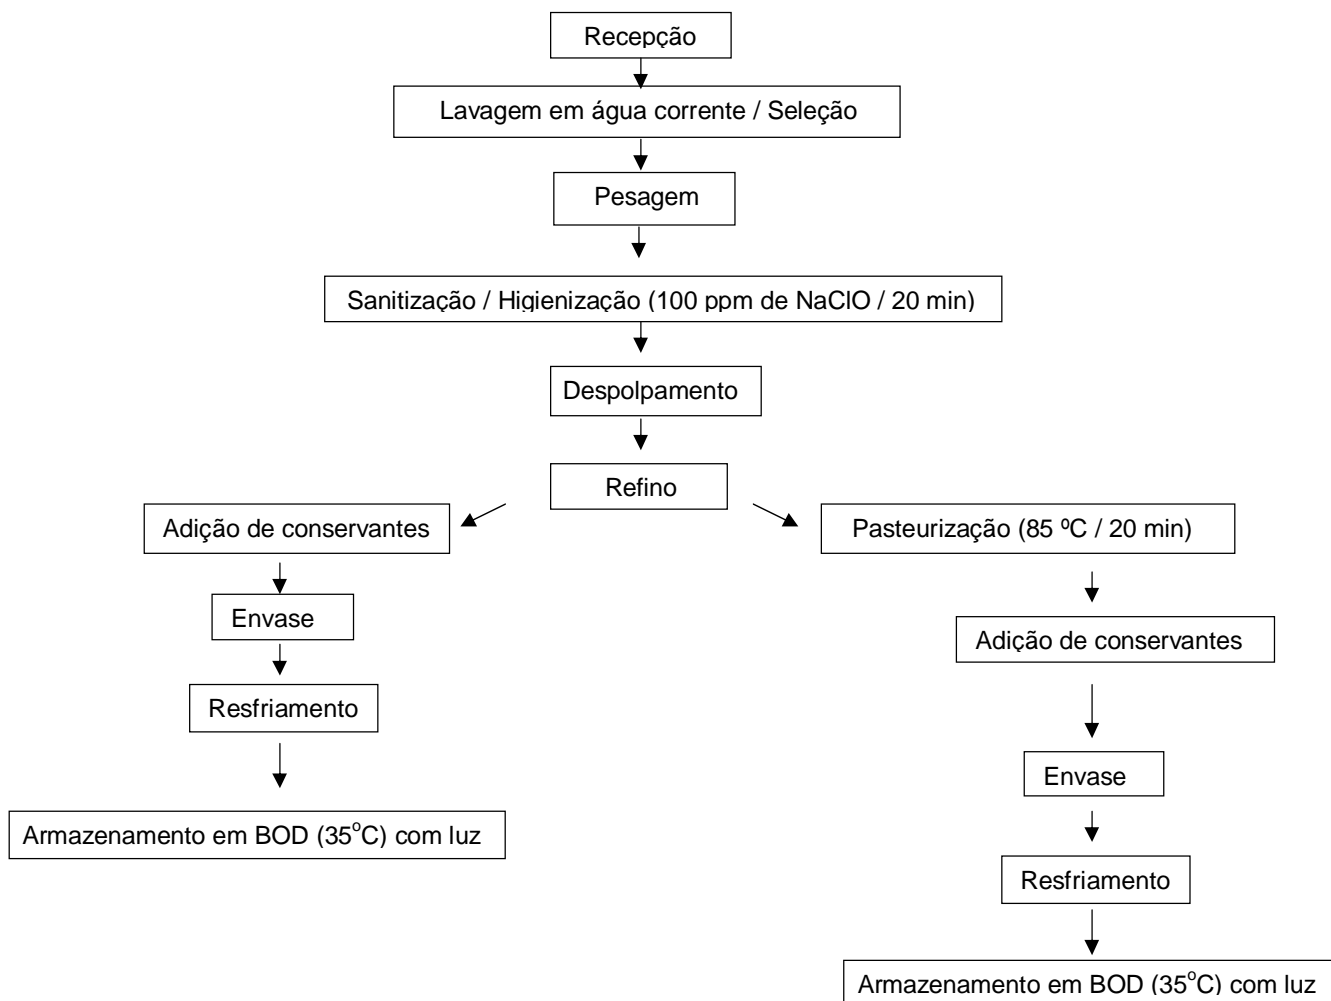 Recepção
Lavagem em água corrente / Seleção
Pesagem
Sanitização / Higienização (100 ppm de NaClO / 20 min)
Despolpamento
Refino
Adição de conservantes
Envase
Resfriamento
Armazenamento em BOD (35°C) com luz
Pasteurização (85 ºC / 20 min)
Adição de conservantes
Envase
Resfriamento
Armazenamento em BOD (35°C) com luz